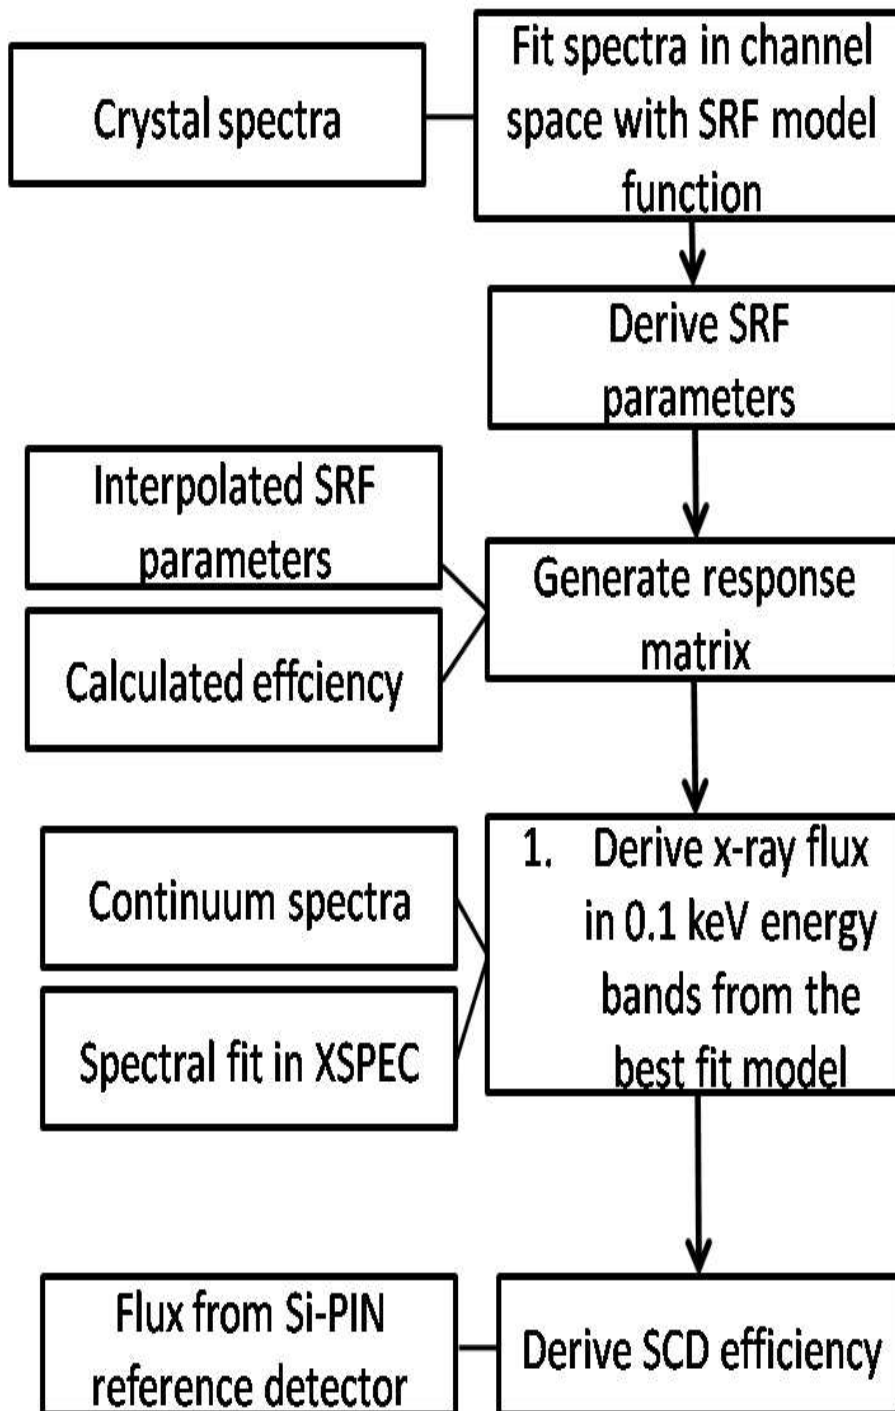 Crystal spectra
Fit spectra in channel
space with SRF model
function
Derive SRF
parameters
Interpolated SRF
parameters
Calculated effciency
Generate response
matrix
Continuum spectra
Spectral fit in XSPEC
1. Derive x-ray flux
in 0.1 keV energy
bands from the
best fit model
Flux from Si-PIN
reference detector
Derive SCD efficiency